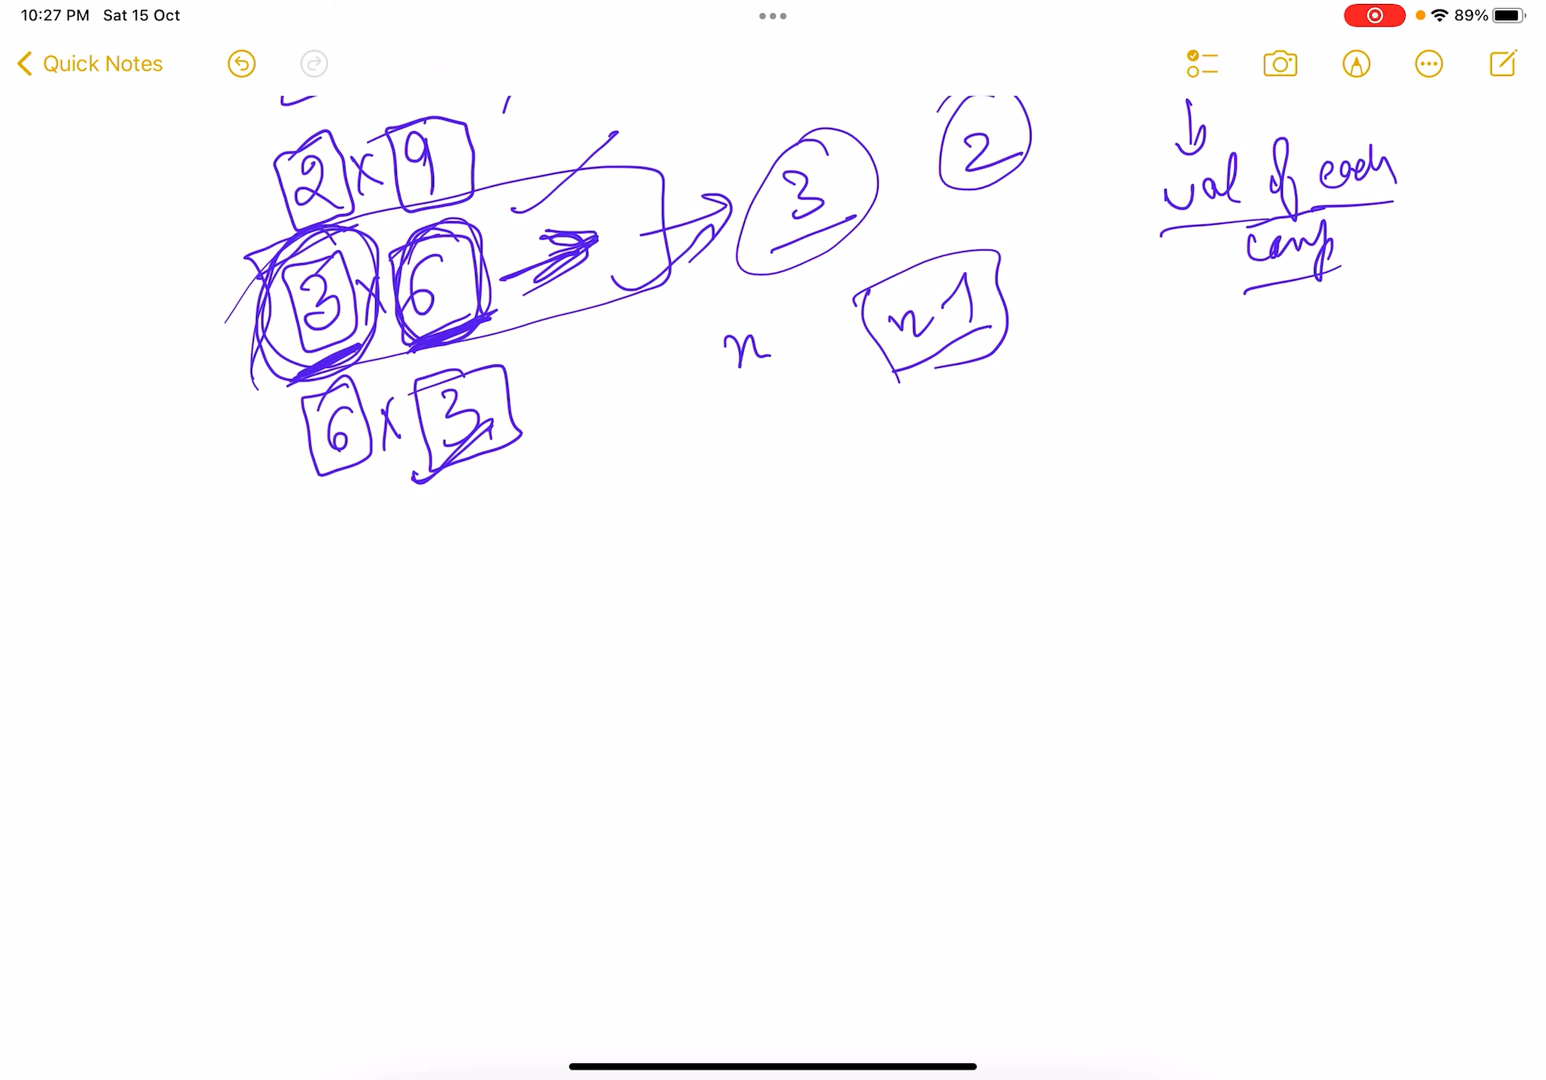 10:27 PM Sat 15 Oct
89%
Quick Notes
2 x 9
3
2
val of each
comp
3 x 6
n
n 1
6 x 3